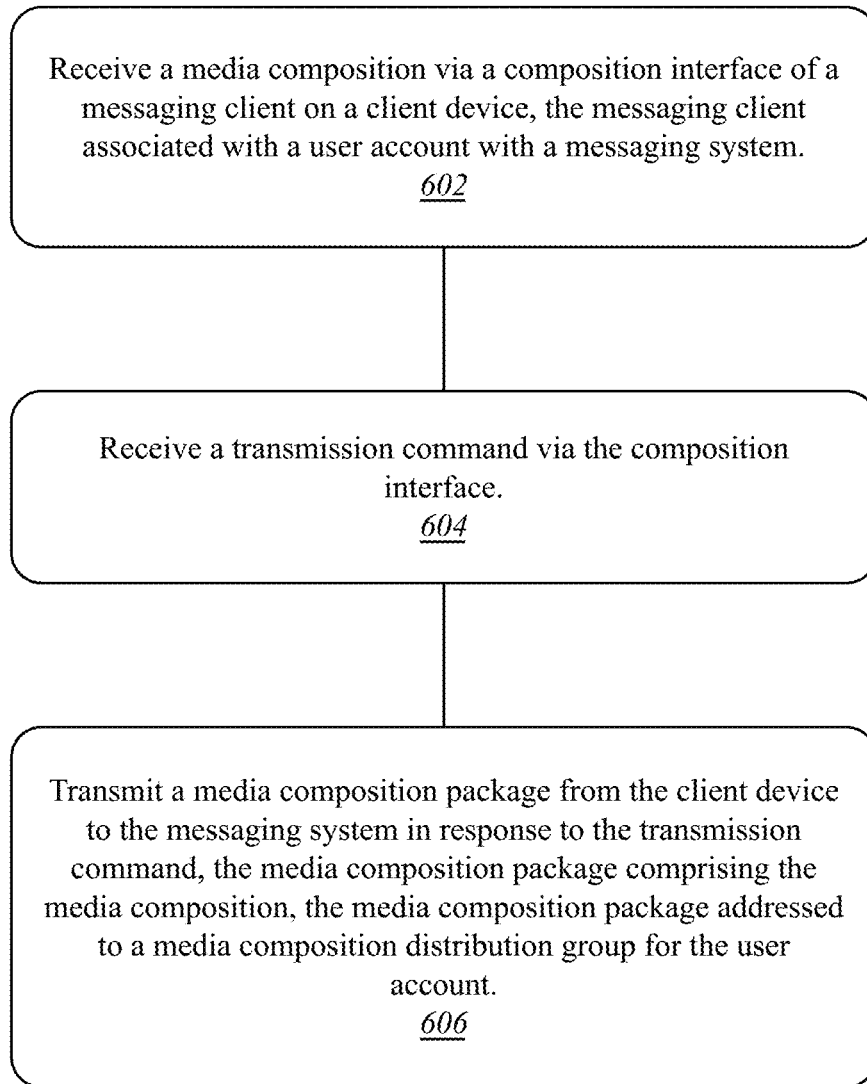 Receive a media composition via a composition interface of a
messaging client on a client device, the messaging client
associated with a user account with a messaging system.
602
Receive a transmission command via the composition
interface.
604
Transmit a media composition package from the client device
to the messaging system in response to the transmission
command, the media composition package comprising the
media composition, the media composition package addressed
to a media composition distribution group for the user
account.
606